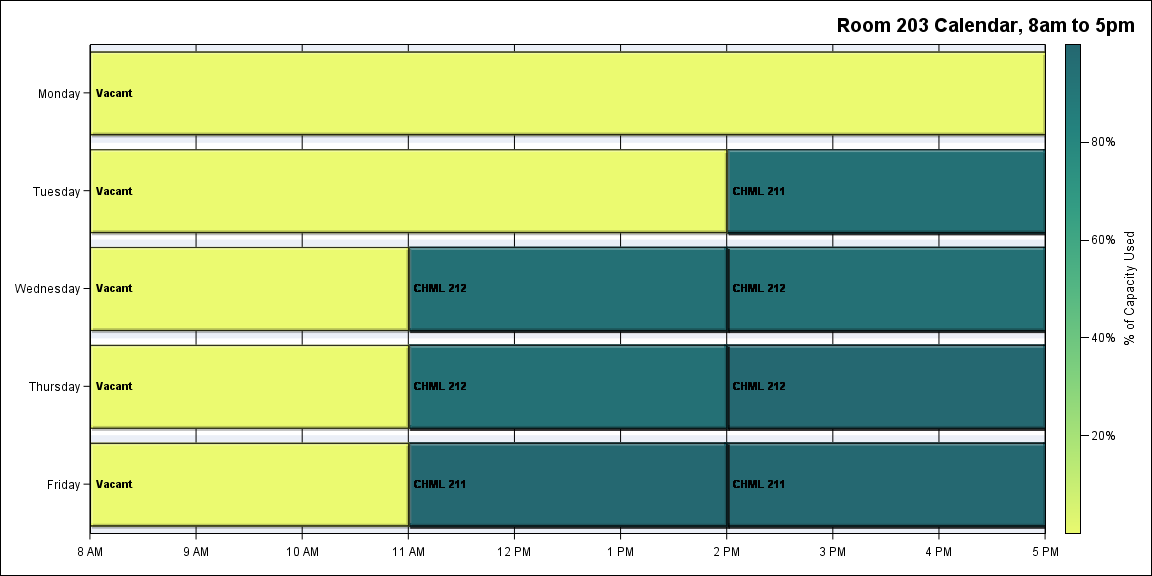 Room 203 Calendar, 8am to 5pm
Monday
Vacant
Tuesday
Vacant
CHML 211
Wednesday
Vacant
CHML 212
CHML 212
Thursday
Vacant
CHML 212
CHML 212
Friday
Vacant
CHML 211
CHML 211
8 AM
9 AM
10 AM
11 AM
12 PM
1 PM
2 PM
3 PM
4 PM
5 PM
80%
60%
40%
20%
% of Capacity Used